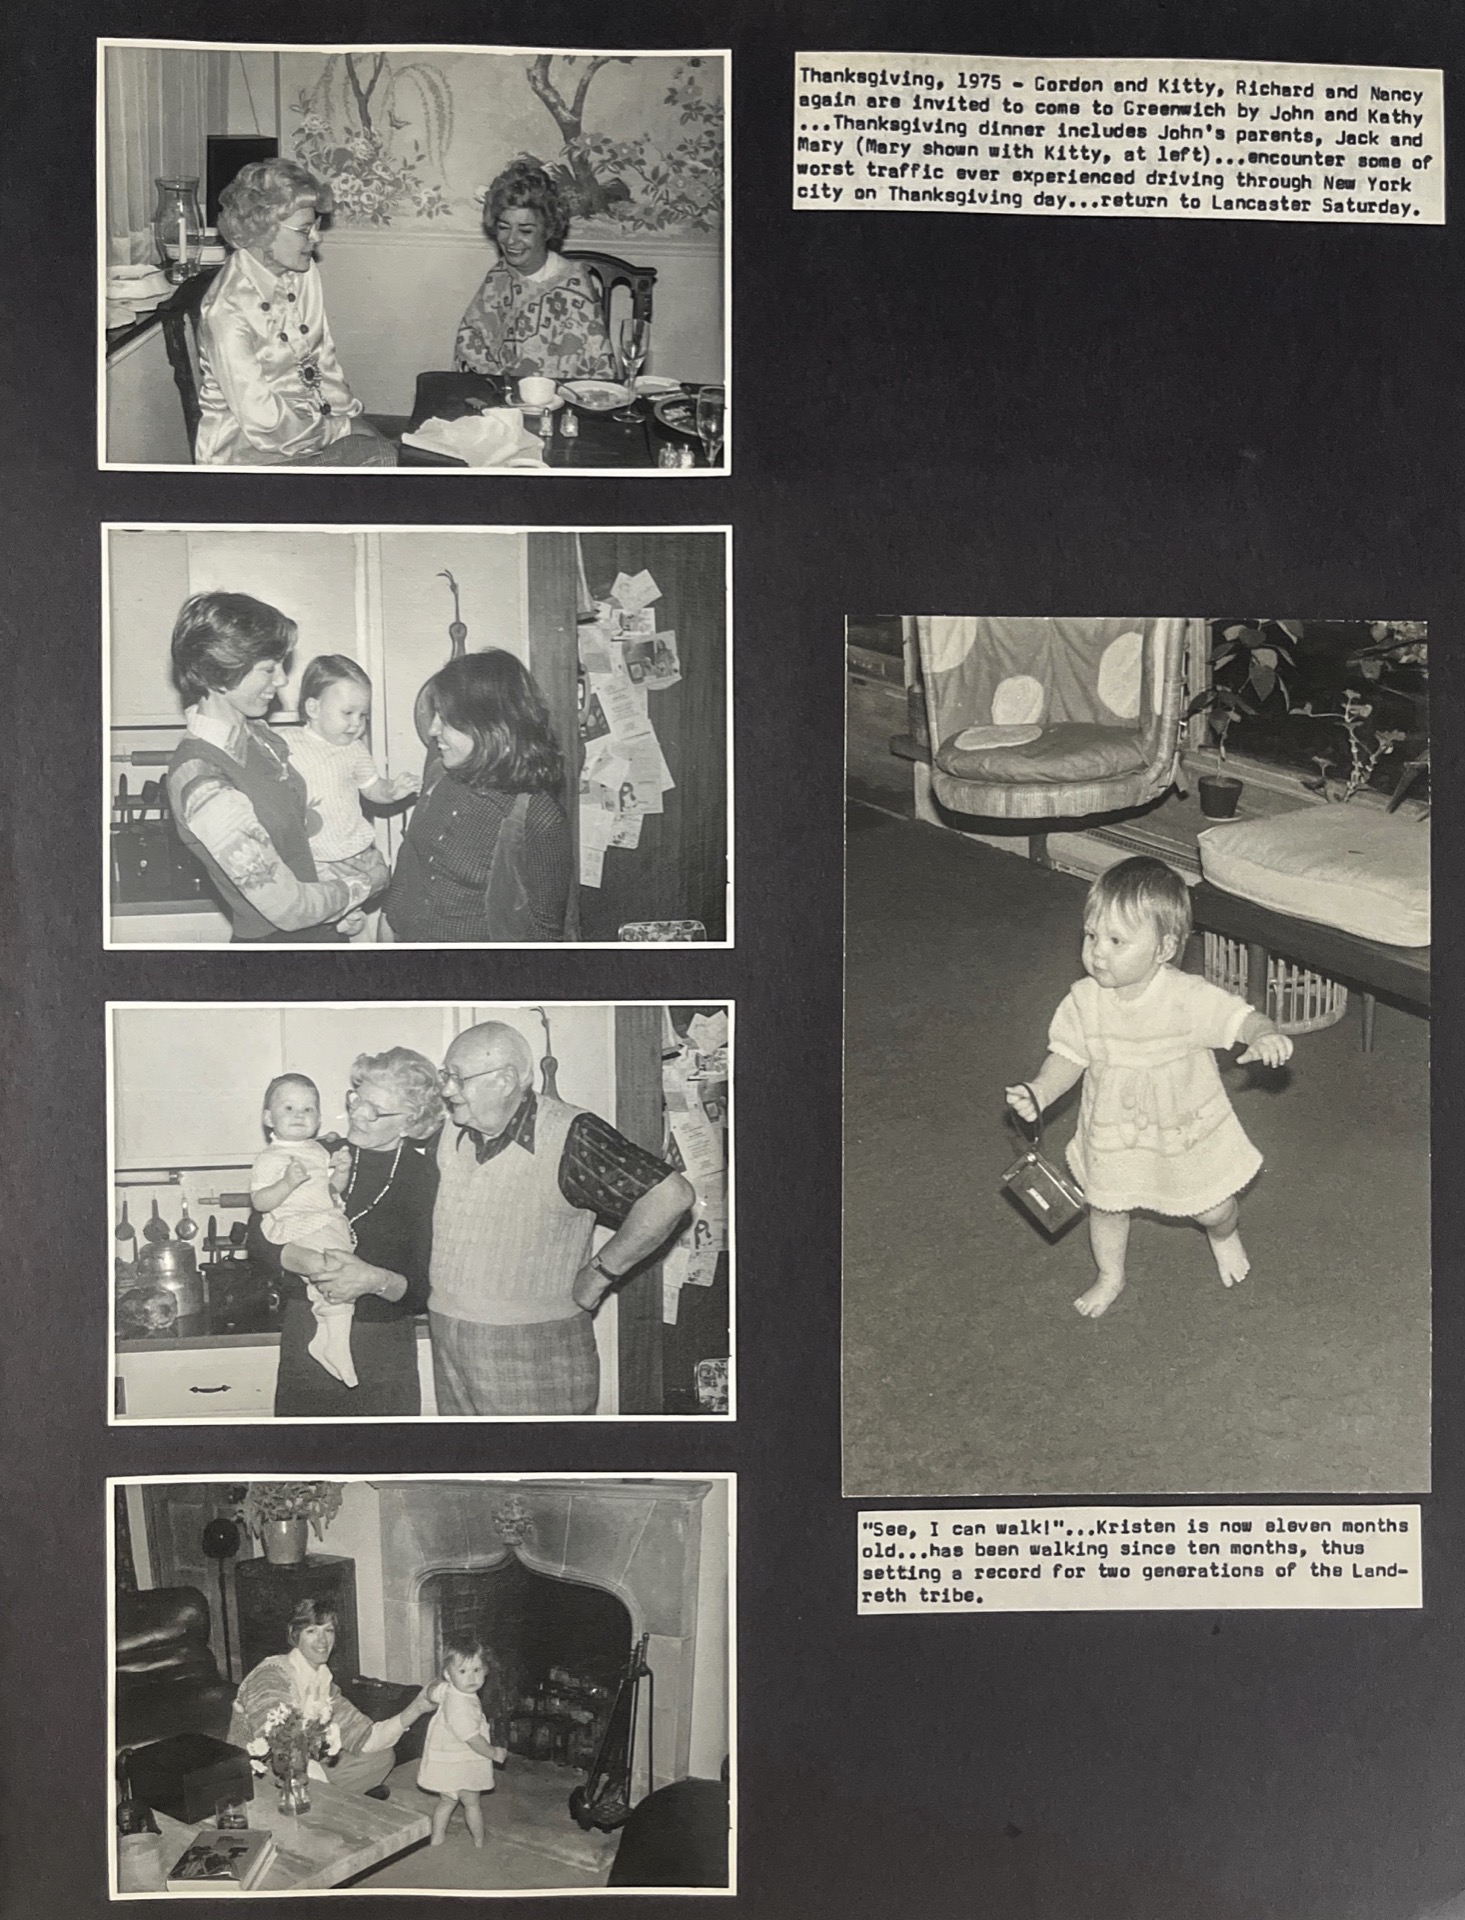 Thanksgiving, 1975 - Gordon and Kitty, Richard and Nancy
again are invited to come to Greenwich by John and Kathy
...Thanksgiving dinner includes John's parents, Jack and
Mary (Mary shown with Kitty, at left)...encounter some of
worst traffic ever experienced driving through New York
city on Thanksgiving day...return to Lancaster Saturday.
"See, I can walk!"...Kristen is now eleven months
old...has been walking since ten months, thus
setting a record for two generations of the Land-
reth tribe.